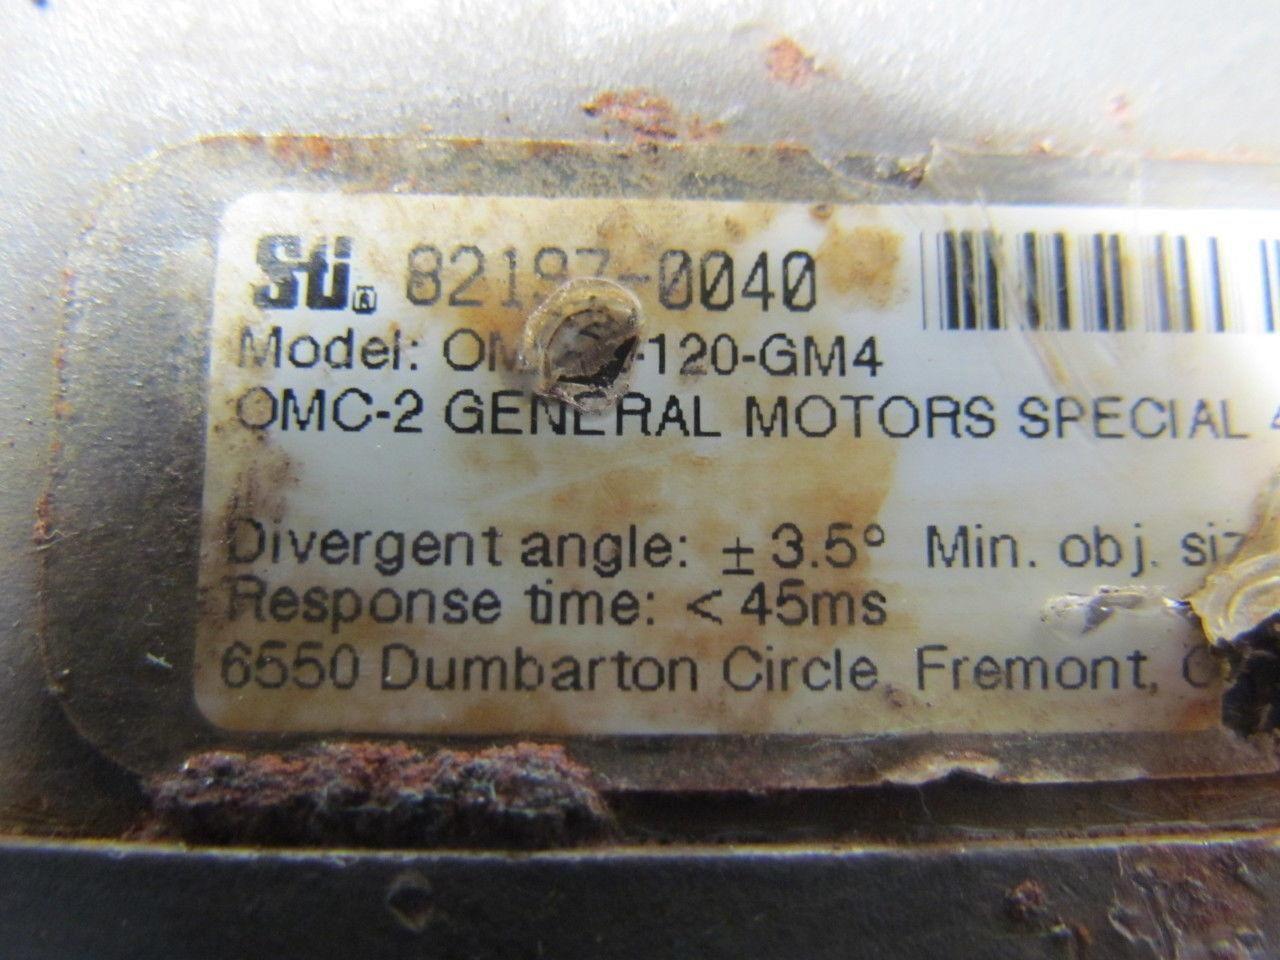 Sti ® 82197-0040
Model: -120-GM4
OMC-2 GENERAL MOTORS SPECIAL
Divergent angle: ± 3.5° Min. obj.
Response time: < 45ms
6550 Dumbarton Circle Fremont,